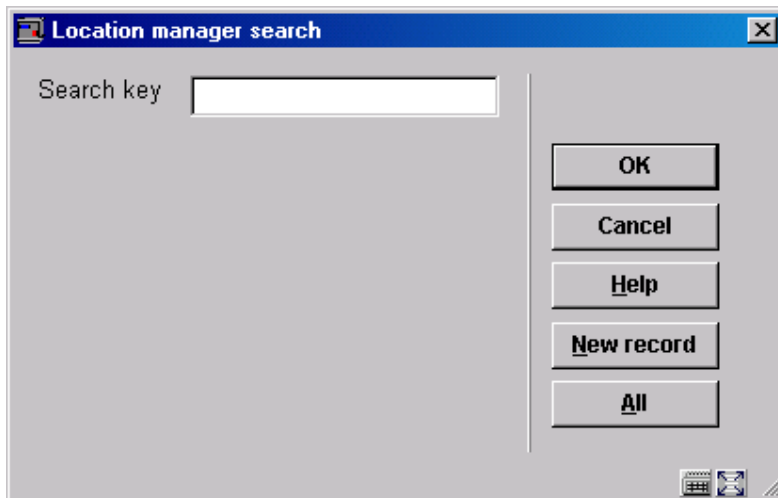 Location manager search
Search key
OK
Cancel
Help
New record
All